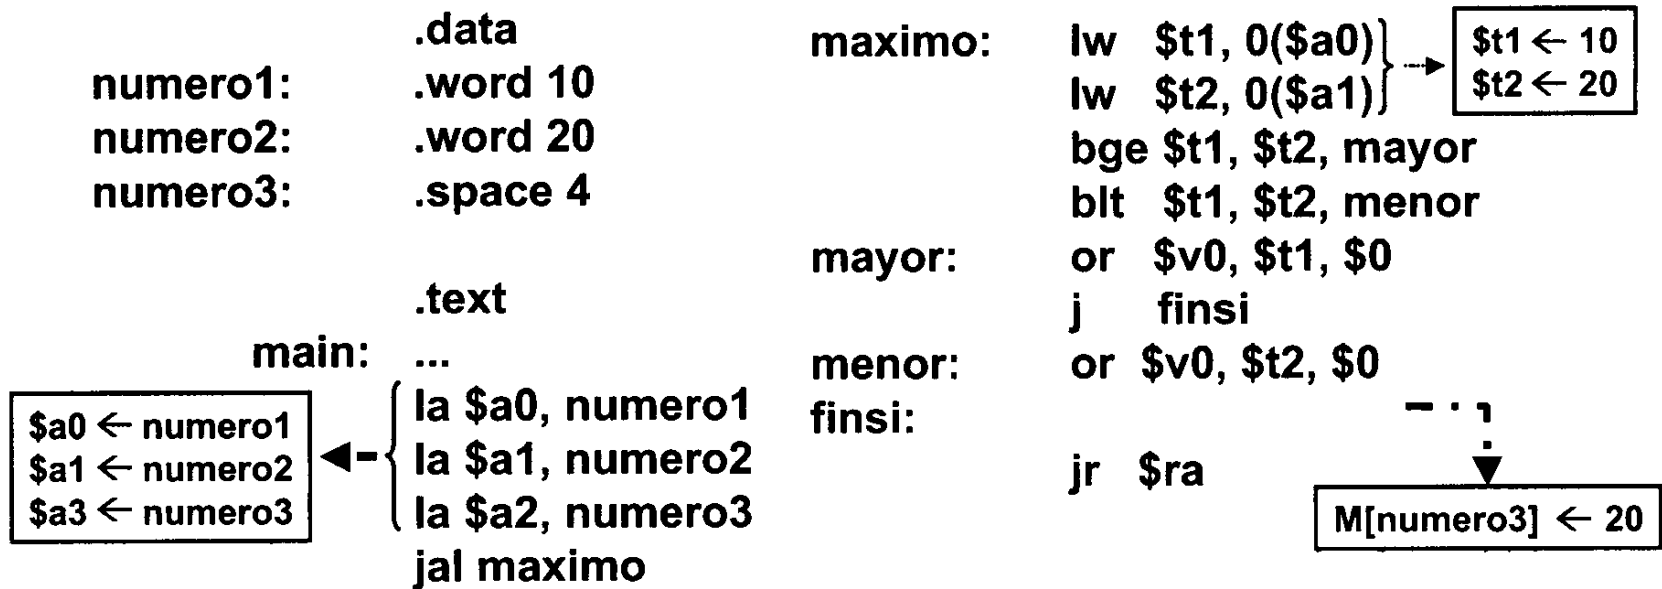 .data
numero1: .word 10
numero2: .word 20
numero3: .space 4
.text
main: ...
la $a0, numero1
la $a1, numero2
la $a2, numero3
jal maximo
$a0 ← numero1
$a1 ← numero2
$a3 ← numero3
maximo: lw $t1, 0($a0)
lw $t2, 0($a1)
bge $t1, $t2, mayor
blt $t1, $t2, menor
mayor: or $v0, $t1, $0
j finsi
menor: or $v0, $t2, $0
finsi:
jr $ra
$t1 ← 10
$t2 ← 20
M[numero3] ← 20